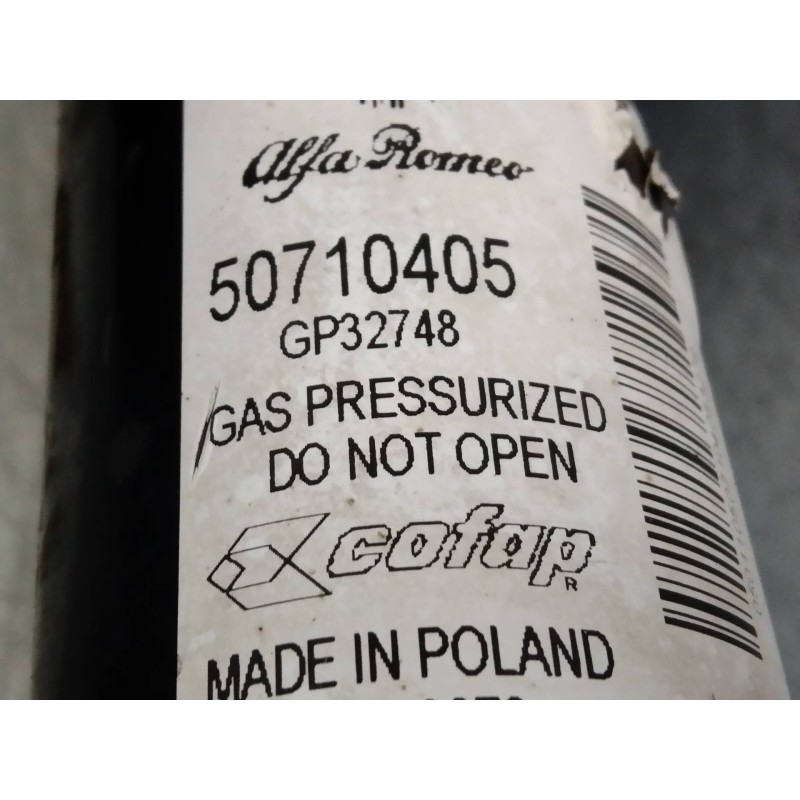 Alfa Romeo
50710405
GP32748
GAS PRESSURIZED
DO NOT OPEN
cofap
R
MADE IN POLAND